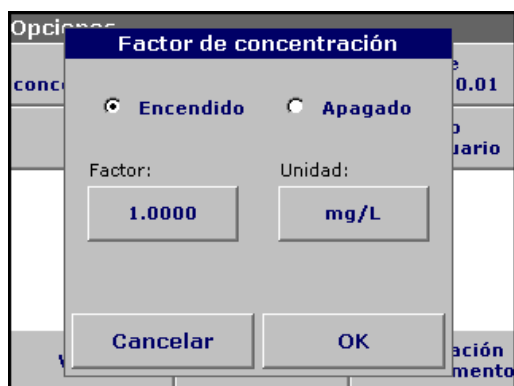 Opciones
Factor de concentración
conc
0.01
Encendido
Apagado
uario
Factor:
Unidad:
1.0000
mg/L
Cancelar
OK
ación
mento